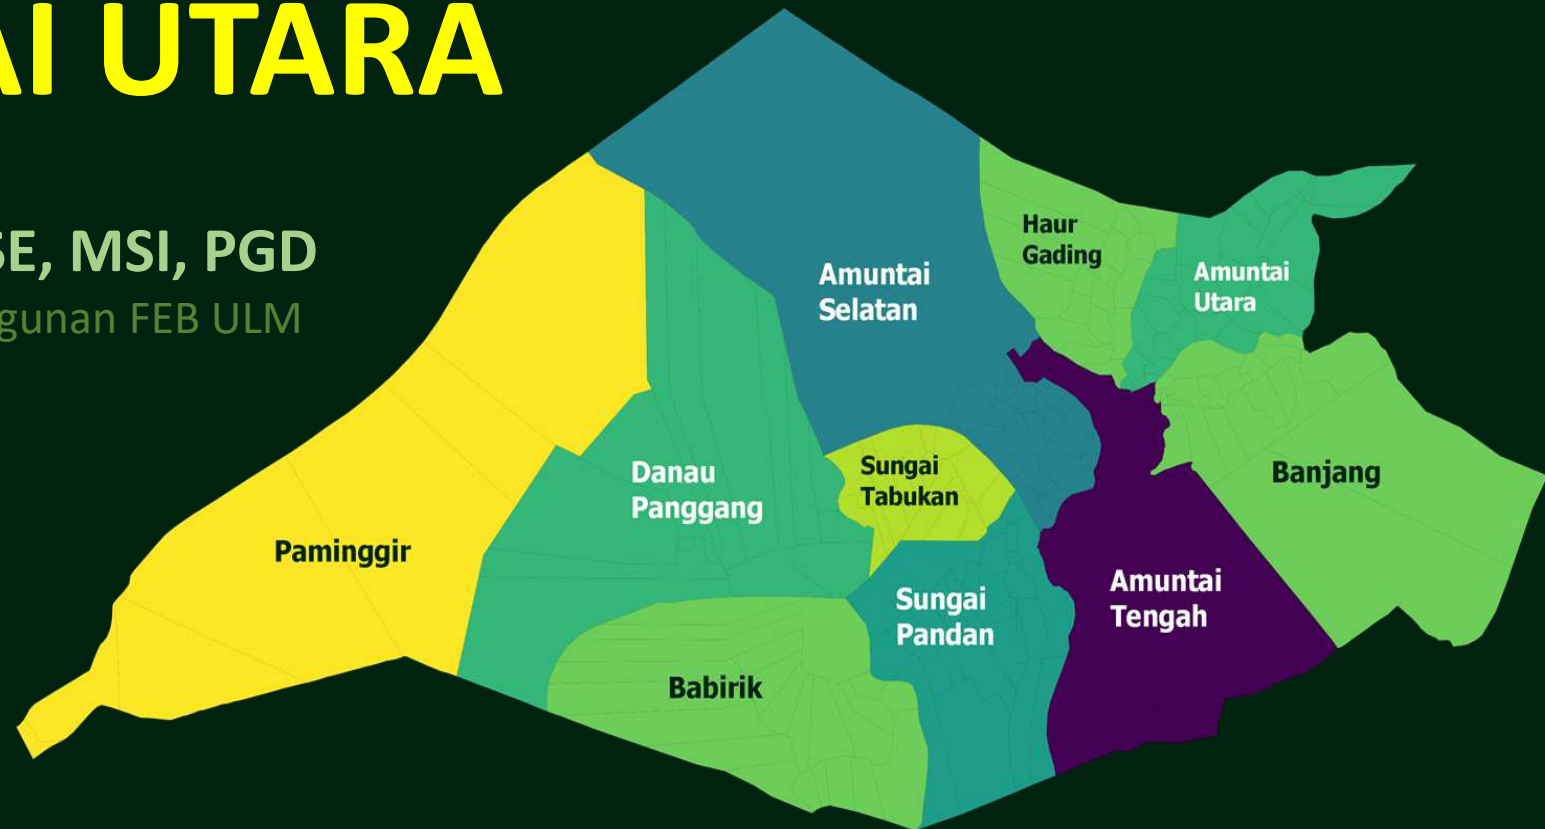 AI UTARA
SE, MSI, PGD
gunan FEB ULM
Haur
Gading
Amuntai
Utara
Amuntai
Selatan
Sungai
Tabukan
Danau
Panggang
Banjang
Paminggir
Amuntai
Tengah
Sungai
Pandan
Babirik